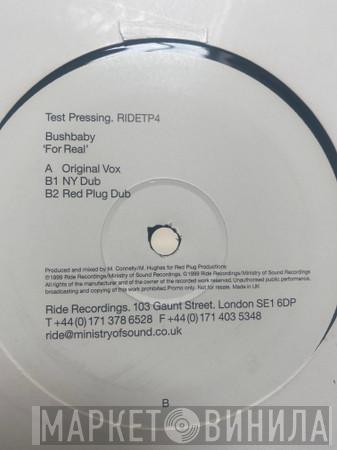 Test Pressing. RIDETP4
Bushbaby
'For Real'
A Original Vox
B1 NY Dub
B2 Red Plug Dub
Produced and mixed by M. Connelly/M. Hughes for Red Plug Productions
℗1999 Ride Recordings/Ministry of Sound Recordings. ©1999 Ride Recordings/Ministry of Sound Recordings
All rights of the manufacturer and of the owner of the recorded work reserved. Unauthorised public performance,
broadcasting and copying of this work prohibited. Promo only. Not for resale. Made in UK
Ride Recordings. 103 Gaunt Street. London SE1 6DP
T +44(0)171 378 6528 F +44(0)171 403 5348
ride@ministryofsound.co.uk
B
МАРКЕТ ВИНИЛА